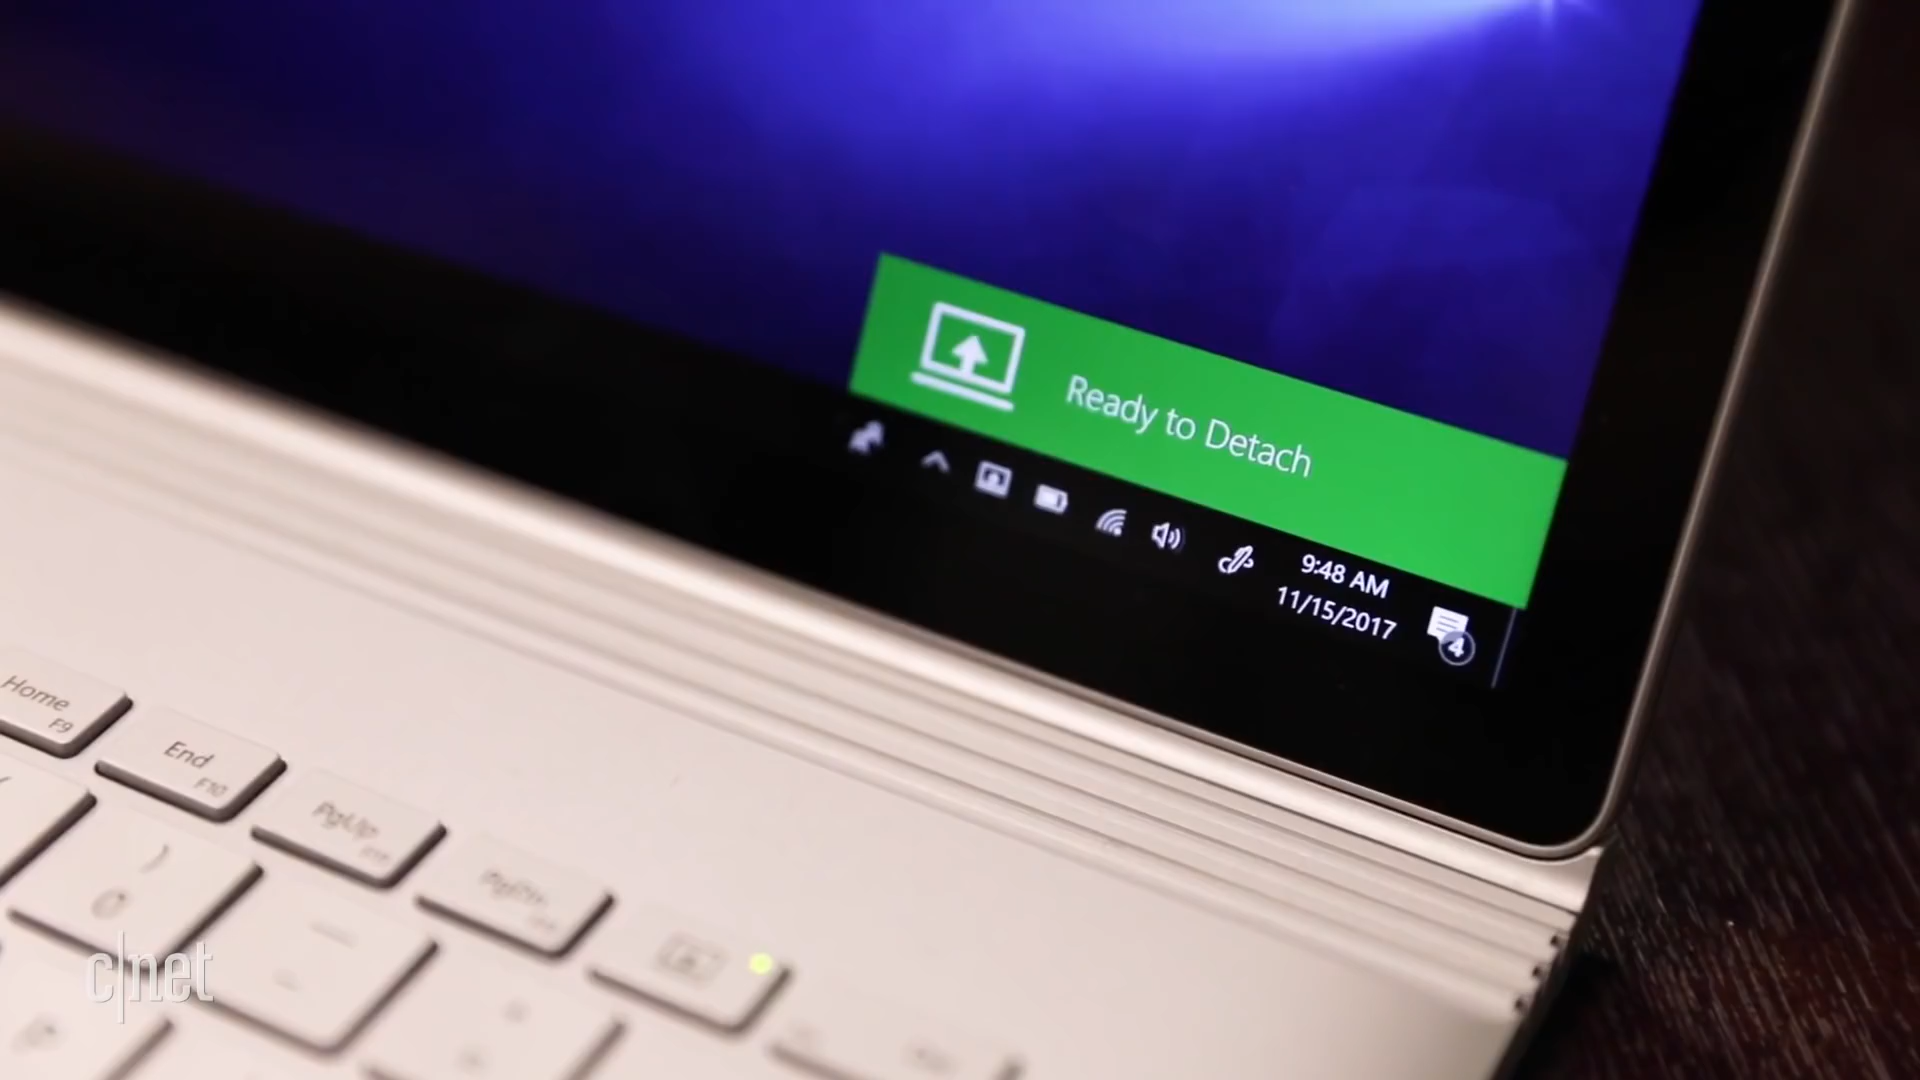 Ready to Detach
9:48 AM
11/15/2017
4
Home
F9
End
F10
PgUp
c|net